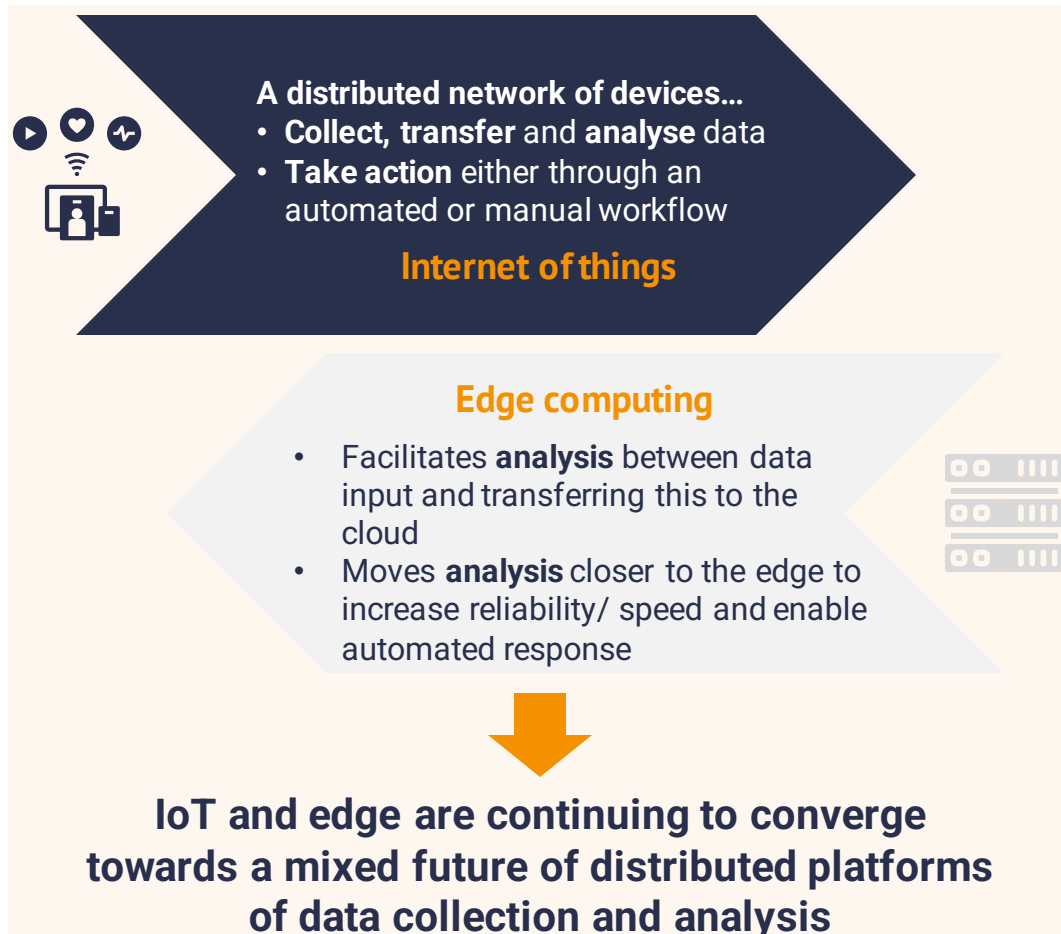 A distributed network of devices…
• Collect, transfer and analyse data
• Take action either through an
automated or manual workflow
Internet of things
Edge computing
• Facilitates analysis between data
input and transferring this to the
cloud
• Moves analysis closer to the edge to
increase reliability/ speed and enable
automated response
IoT and edge are continuing to converge
towards a mixed future of distributed platforms
of data collection and analysis